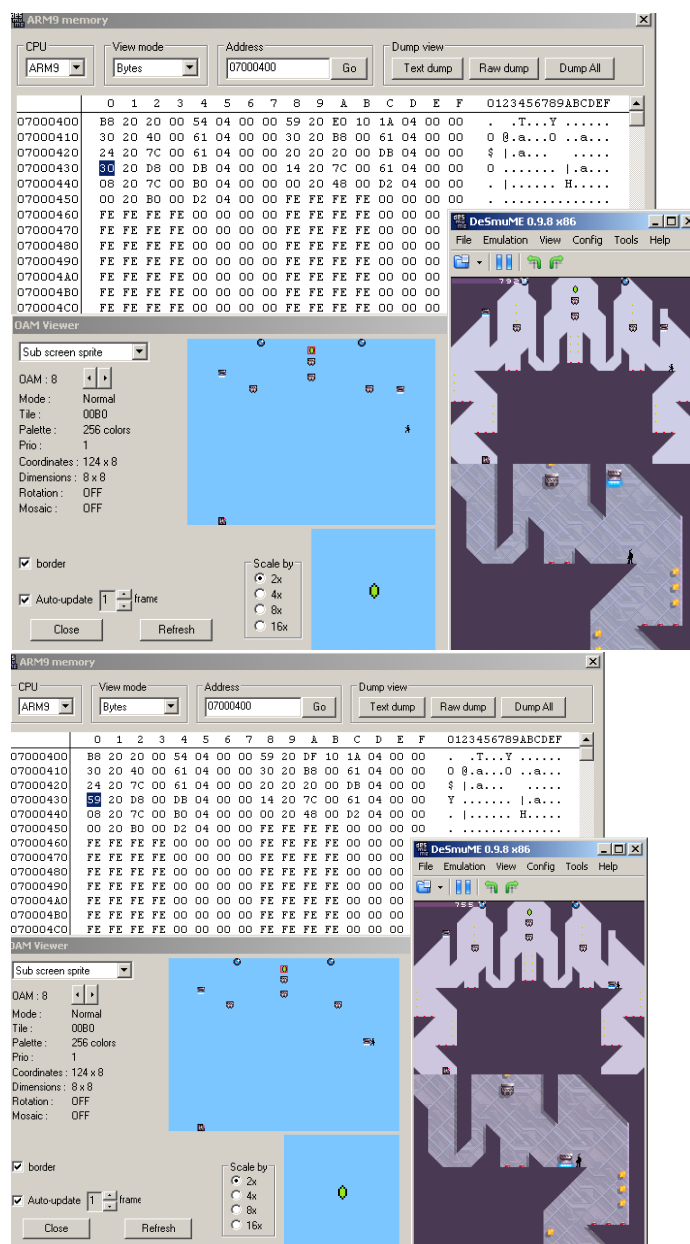 ARM9 memory
CPU
View mode
Address
Dump view
ARM9
Bytes
07000400
Go
Text dump
Raw dump
Dump All
0 1 2 3 4 5 6 7 8 9 A B C D E F 0123456789ABCDEF
07000400 B8 20 20 00 54 04 00 00 59 20 E0 10 1A 04 00 00 .  .T...Y ......
07000410 30 20 40 00 61 04 00 00 30 20 B8 00 61 04 00 00 0 @.a...0 ..a...
07000420 24 20 7C 00 61 04 00 00 20 20 20 00 DB 04 00 00 $ |.a...   .....
07000430 30 20 D8 00 DB 04 00 00 14 20 7C 00 61 04 00 00 0 ....... |.a...
07000440 08 20 7C 00 B0 04 00 00 00 20 48 00 D2 04 00 00 . |...... H.....
07000450 00 20 B0 00 D2 04 00 00 FE FE FE FE 00 00 00 00
07000460 FE FE FE FE 00 00 00 00 FE FE FE FE 00 00 00
07000470 FE FE FE FE 00 00 00 00 FE FE FE FE 00 00 00
07000480 FE FE FE FE 00 00 00 00 FE FE FE FE 00 00 00
07000490 FE FE FE FE 00 00 00 00 FE FE FE FE 00 00 00
070004A0 FE FE FE FE 00 00 00 00 FE FE FE FE 00 00 00
070004B0 FE FE FE FE 00 00 00 00 FE FE FE FE 00 00 00
070004C0 FE FE FE FE 00 00 00 00 FE FE FE FE 00 00 00
DeSmuME 0.9.8 x86
File Emulation View Config Tools Help
792
OAM Viewer
Sub screen sprite
OAM : 8
Mode : Normal
Tile : 00B0
Palette : 256 colors
Prio : 1
Coordinates : 124 x 8
Dimensions : 8 x 8
Rotation : OFF
Mosaic : OFF
border
Auto-update 1 frame
Close
Refresh
Scale by
2x
4x
8x
16x
ARM9 memory
CPU
View mode
Address
Dump view
ARM9
Bytes
07000400
Go
Text dump
Raw dump
Dump All
0 1 2 3 4 5 6 7 8 9 A B C D E F 0123456789ABCDEF
07000400 B8 20 20 00 54 04 00 00 59 20 DF 10 1A 04 00 00 .  .T...Y ......
07000410 30 20 40 00 61 04 00 00 30 20 B8 00 61 04 00 00 0 @.a...0 ..a...
07000420 24 20 7C 00 61 04 00 00 20 20 20 00 DB 04 00 00 $ |.a...   .....
07000430 59 20 D8 00 DB 04 00 00 14 20 7C 00 61 04 00 00 Y ....... |.a...
07000440 08 20 7C 00 B0 04 00 00 00 20 48 00 D2 04 00 00 . |...... H.....
07000450 00 20 B0 00 D2 04 00 00 FE FE FE FE 00 00 00 00 . ..............
07000460 FE FE FE FE 00 00 00 00 FE FE FE FE 00 00 00
07000470 FE FE FE FE 00 00 00 00 FE FE FE FE 00 00 00
07000480 FE FE FE FE 00 00 00 00 FE FE FE FE 00 00 00
07000490 FE FE FE FE 00 00 00 00 FE FE FE FE 00 00 00
070004A0 FE FE FE FE 00 00 00 00 FE FE FE FE 00 00 00
070004B0 FE FE FE FE 00 00 00 00 FE FE FE FE 00 00 00
070004C0 FE FE FE FE 00 00 00 00 FE FE FE FE 00 00 00
DeSmuME 0.9.8 x86
File Emulation View Config Tools Help
755
OAM Viewer
Sub screen sprite
OAM : 8
Mode : Normal
Tile : 00B0
Palette : 256 colors
Prio : 1
Coordinates : 124 x 8
Dimensions : 8 x 8
Rotation : OFF
Mosaic : OFF
border
Auto-update 1 frame
Close
Refresh
Scale by
2x
4x
8x
16x